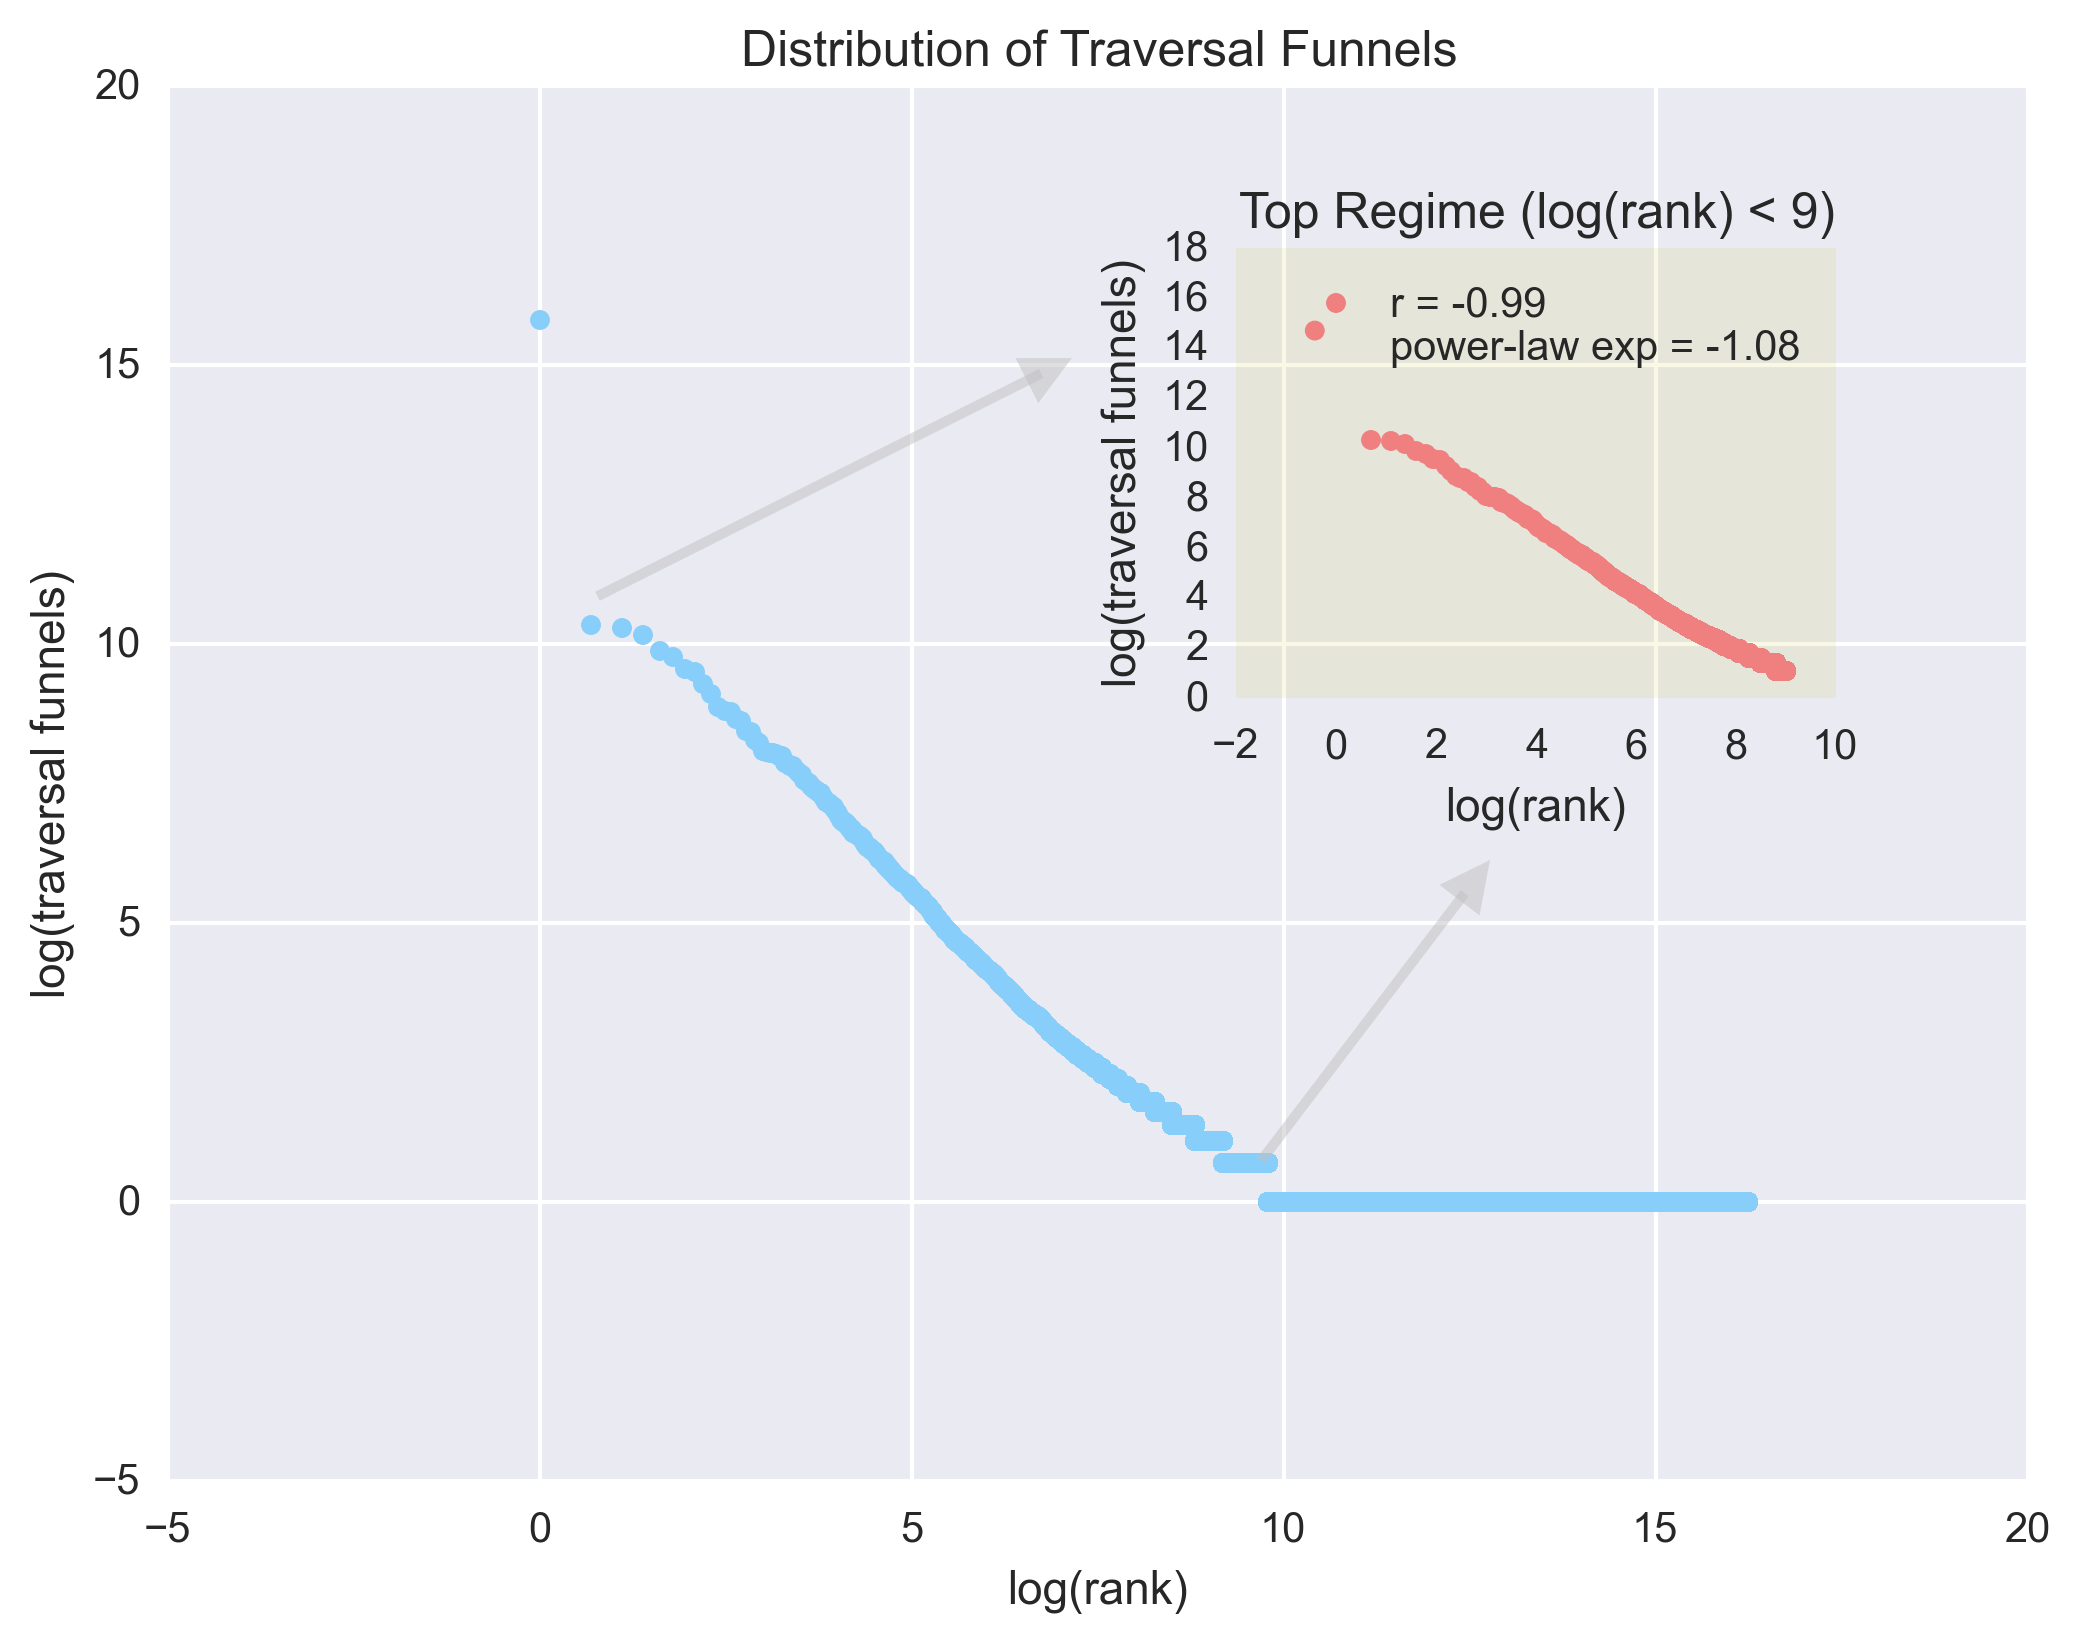 Distribution of Traversal Funnels
20
15
10
5
0
−5
log(traversal funnels)
−5 0 5 10 15 20
log(rank)
Top Regime (log(rank) < 9)
18
16
14
12
10
8
6
4
2
0
log(traversal funnels)
r = -0.99
power-law exp = -1.08
−2 0 2 4 6 8 10
log(rank)